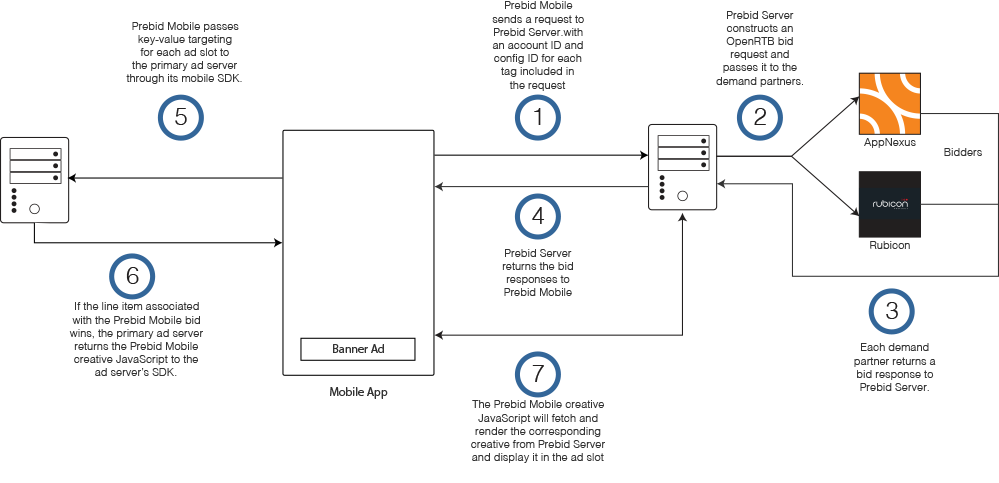 Prebid Mobile
sends a request to
Prebid Server.with
an account ID and
config ID for each
tag included in
the request
1
Prebid Server
constructs an
OpenRTB bid
request and
passes it to the
demand partners.
2
AppNexus
Bidders
rubicon
Rubicon
3
Each demand
partner returns a
bid response to
Prebid Server.
4
Prebid Server
returns the bid
responses to
Prebid Mobile
Prebid Mobile passes
key-value targeting
for each ad slot to
the primary ad server
through its mobile SDK.
5
6
If the line item associated
with the Prebid Mobile bid
wins, the primary ad server
returns the Prebid Mobile
creative JavaScript to the
ad server's SDK.
Banner Ad
Mobile App
7
The Prebid Mobile creative
JavaScript will fetch and
render the corresponding
creative from Prebid Server
and display it in the ad slot